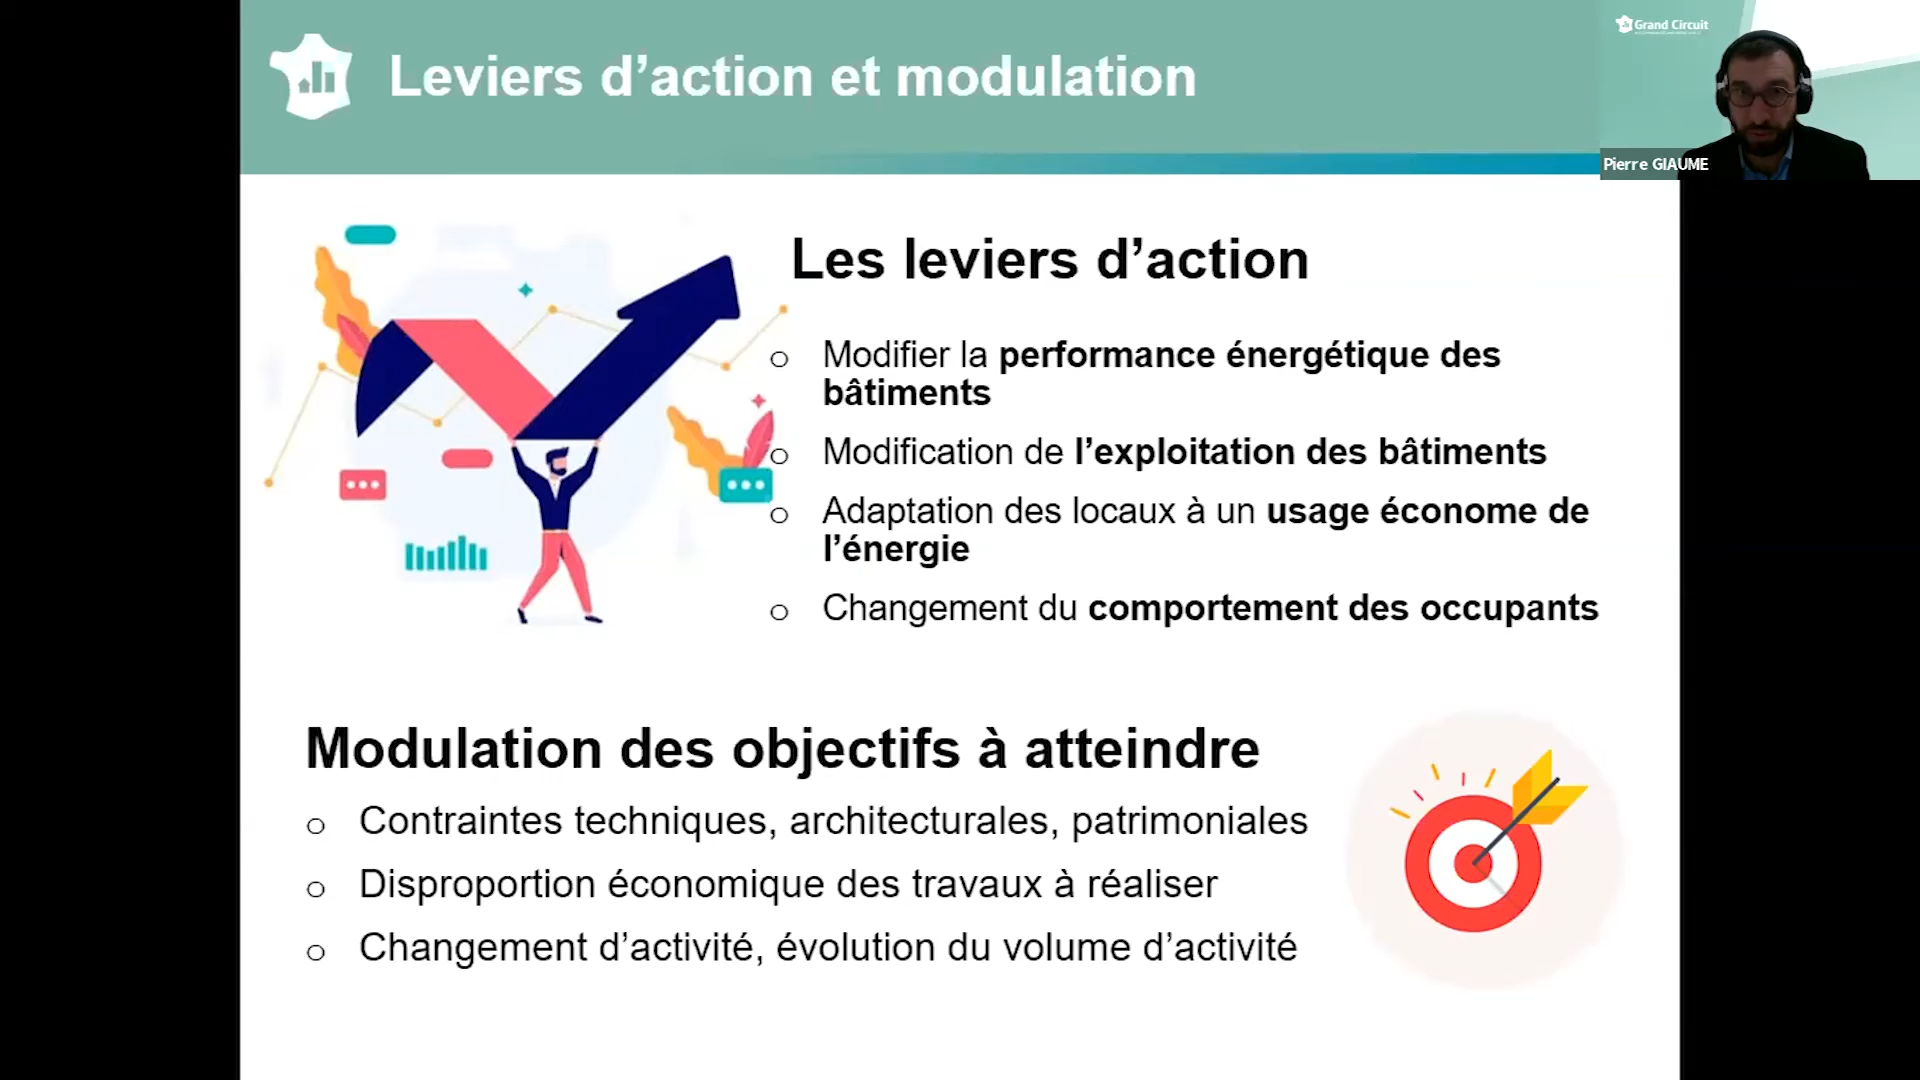 Leviers d’action et modulation
Grand Circuit
Pierre GIAUME
Les leviers d’action
o Modifier la performance énergétique des
bâtiments
o Modification de l’exploitation des bâtiments
o Adaptation des locaux à un usage économe de
l’énergie
o Changement du comportement des occupants
Modulation des objectifs à atteindre
o Contraintes techniques, architecturales, patrimoniales
o Disproportion économique des travaux à réaliser
o Changement d’activité, évolution du volume d’activité